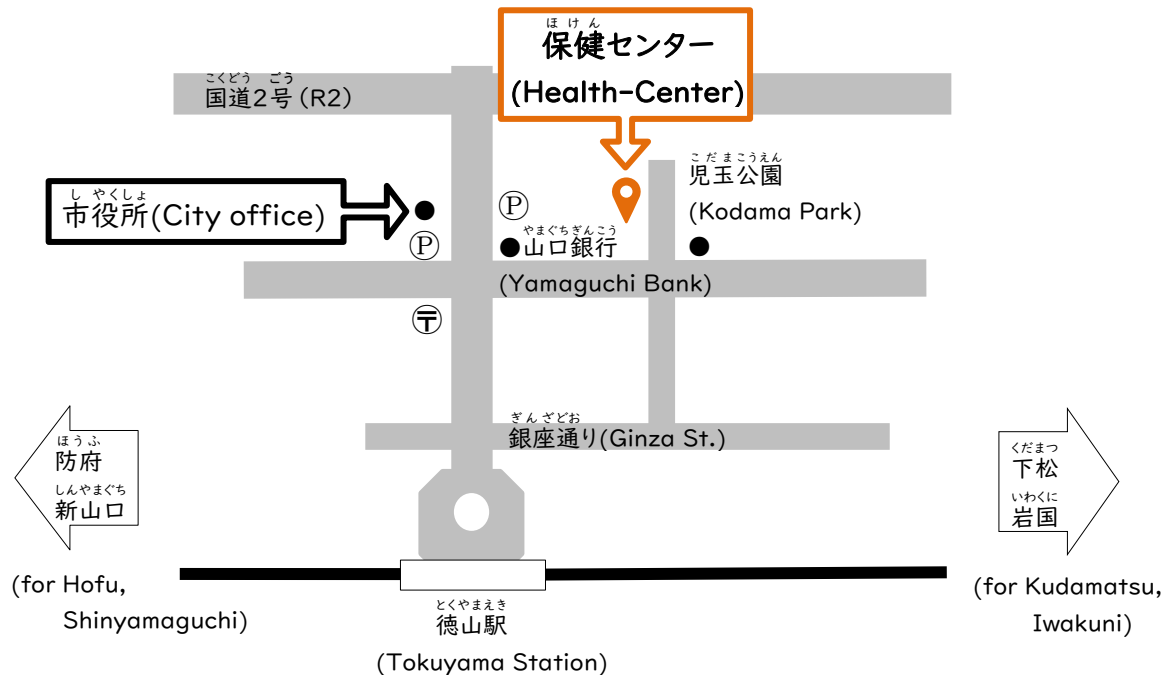 ほけん
保健センター
(Health-Center)
こくどう ごう
国道2号 (R2)
し やくしょ
市役所(City office)
Ⓟ
Ⓟ
こ だ まこうえん
児玉公園
(Kodama Park)
やまぐちぎんこう
山口銀行
(Yamaguchi Bank)
〒
ぎん ざ どお
銀座通り(Ginza St.)
ほう ふ
防府
しんやまぐち
新山口
(for Hofu,
Shinyamaguchi)
くだまつ
下松
いわくに
岩国
(for Kudamatsu,
Iwakuni)
とくやまえき
徳山駅
(Tokuyama Station)